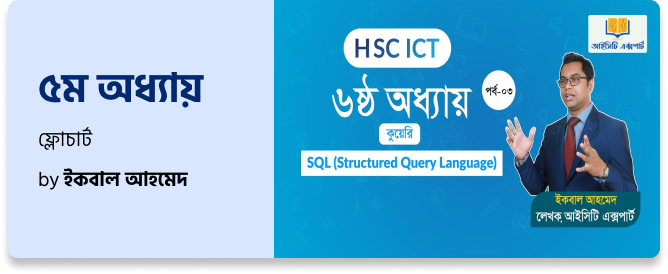 ৫ম অধ্যায়
ফ্লোচার্ট
by ইকবাল আহমেদ
HSC ICT
৬ষ্ঠ অধ্যায়
পর্ব-০৩
কুয়েরি
SQL (Structured Query Language)
আইসিটি এক্সপার্ট
ইকবাল আহমেদ
লেখক, আইসিটি এক্সপার্ট